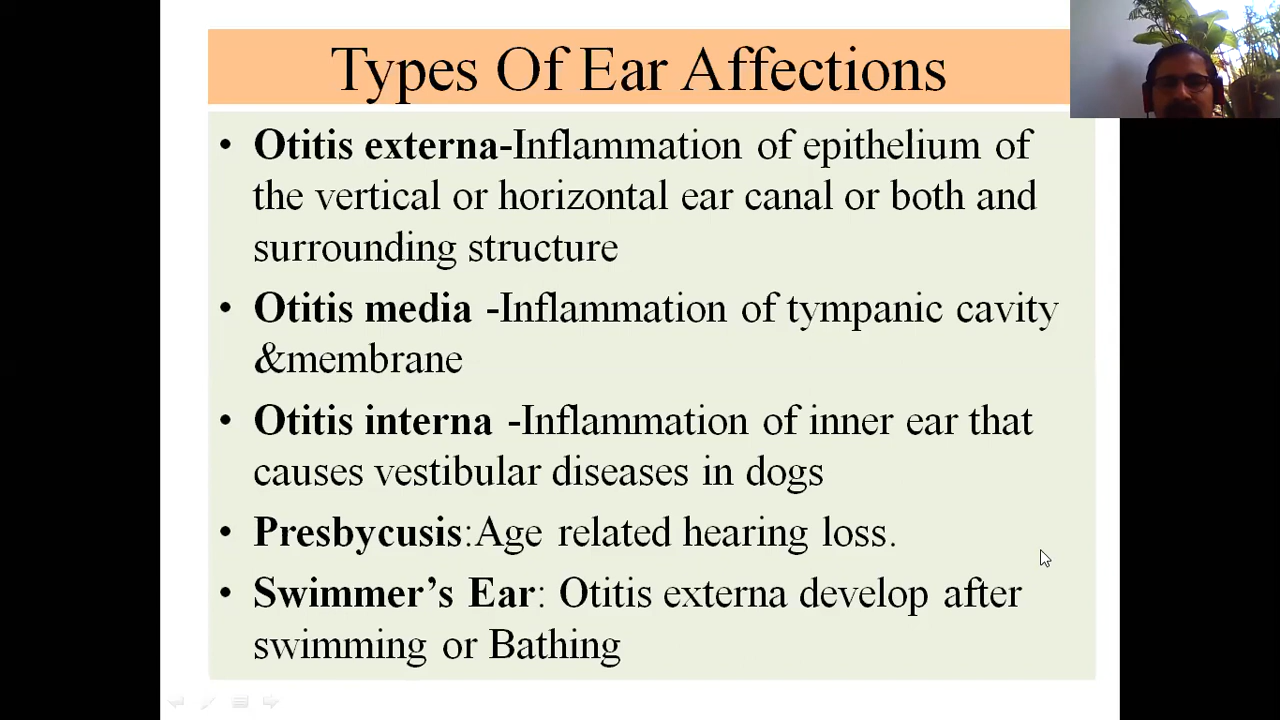 Types Of Ear Affections
• Otitis externa-Inflammation of epithelium of
the vertical or horizontal ear canal or both and
surrounding structure
• Otitis media -Inflammation of tympanic cavity
&membrane
• Otitis interna -Inflammation of inner ear that
causes vestibular diseases in dogs
• Presbycusis:Age related hearing loss.
• Swimmer’s Ear: Otitis externa develop after
swimming or Bathing